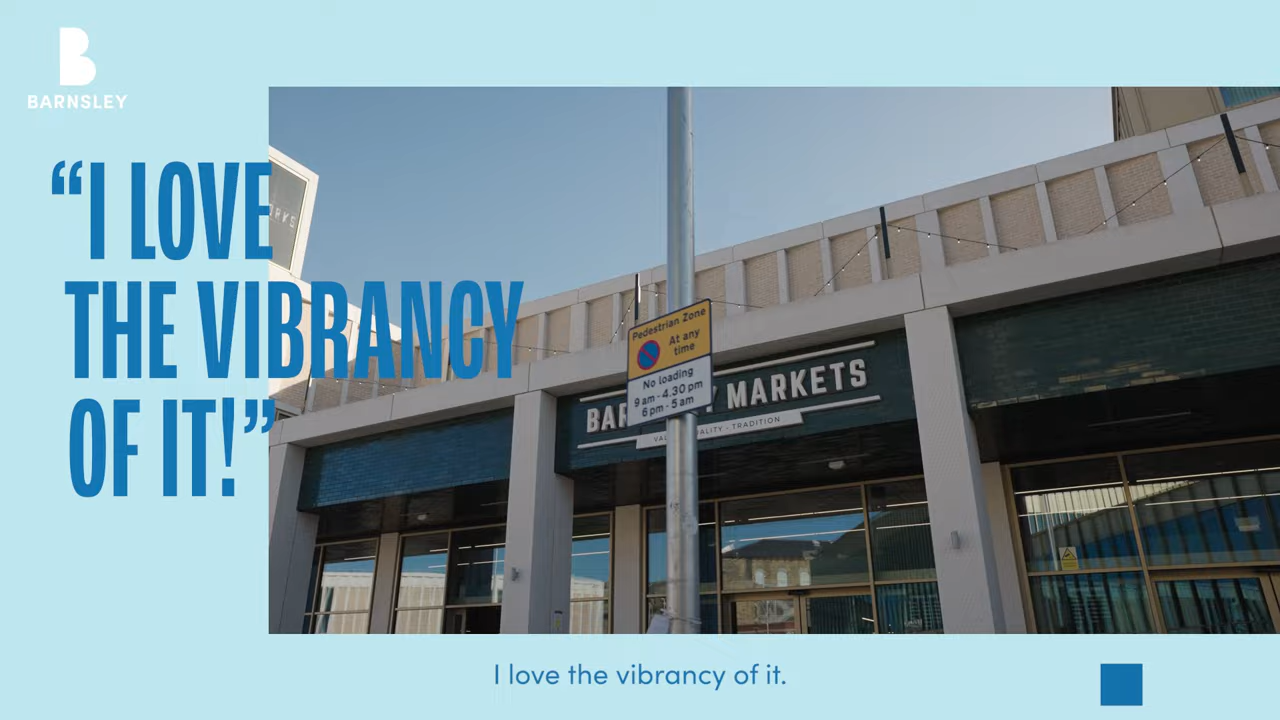 B
BARNSLEY
“I LOVE
THE VIBRANCY
OF IT!”
Pedestrian Zone
At any
time
No loading
9 am - 4.30 pm
6 pm - 5 am
MARKETS
TRADITION
I love the vibrancy of it.